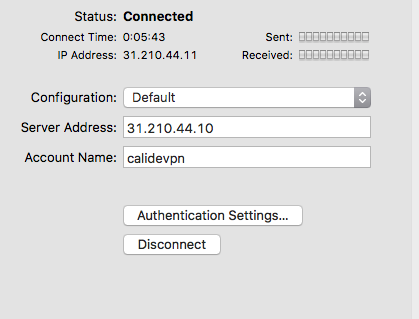 Status: Connected
Connect Time: 0:05:43 Sent:
IP Address: 31.210.44.11 Received:
Configuration: Default
Server Address: 31.210.44.10
Account Name: calidevpn
Authentication Settings...
Disconnect